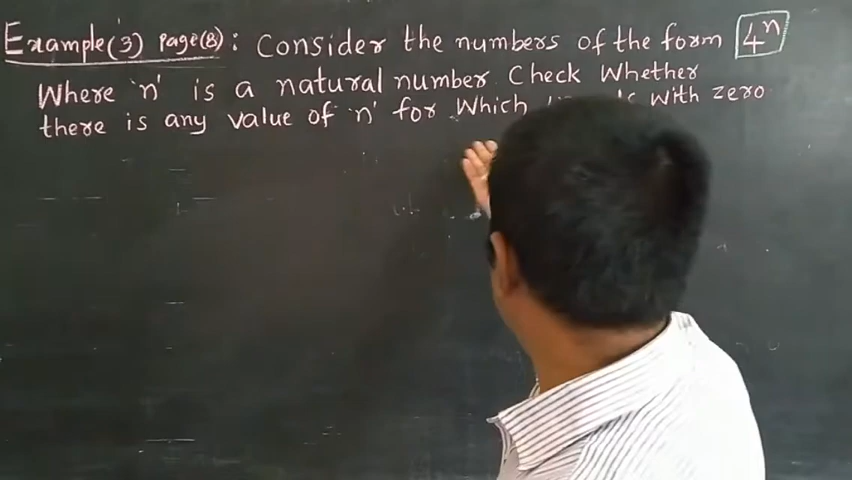 Example(3) Page(8): Consider the numbers of the form 4ⁿ
Where 'n' is a natural number Check Whether
there is any value of 'n' for Which with zero